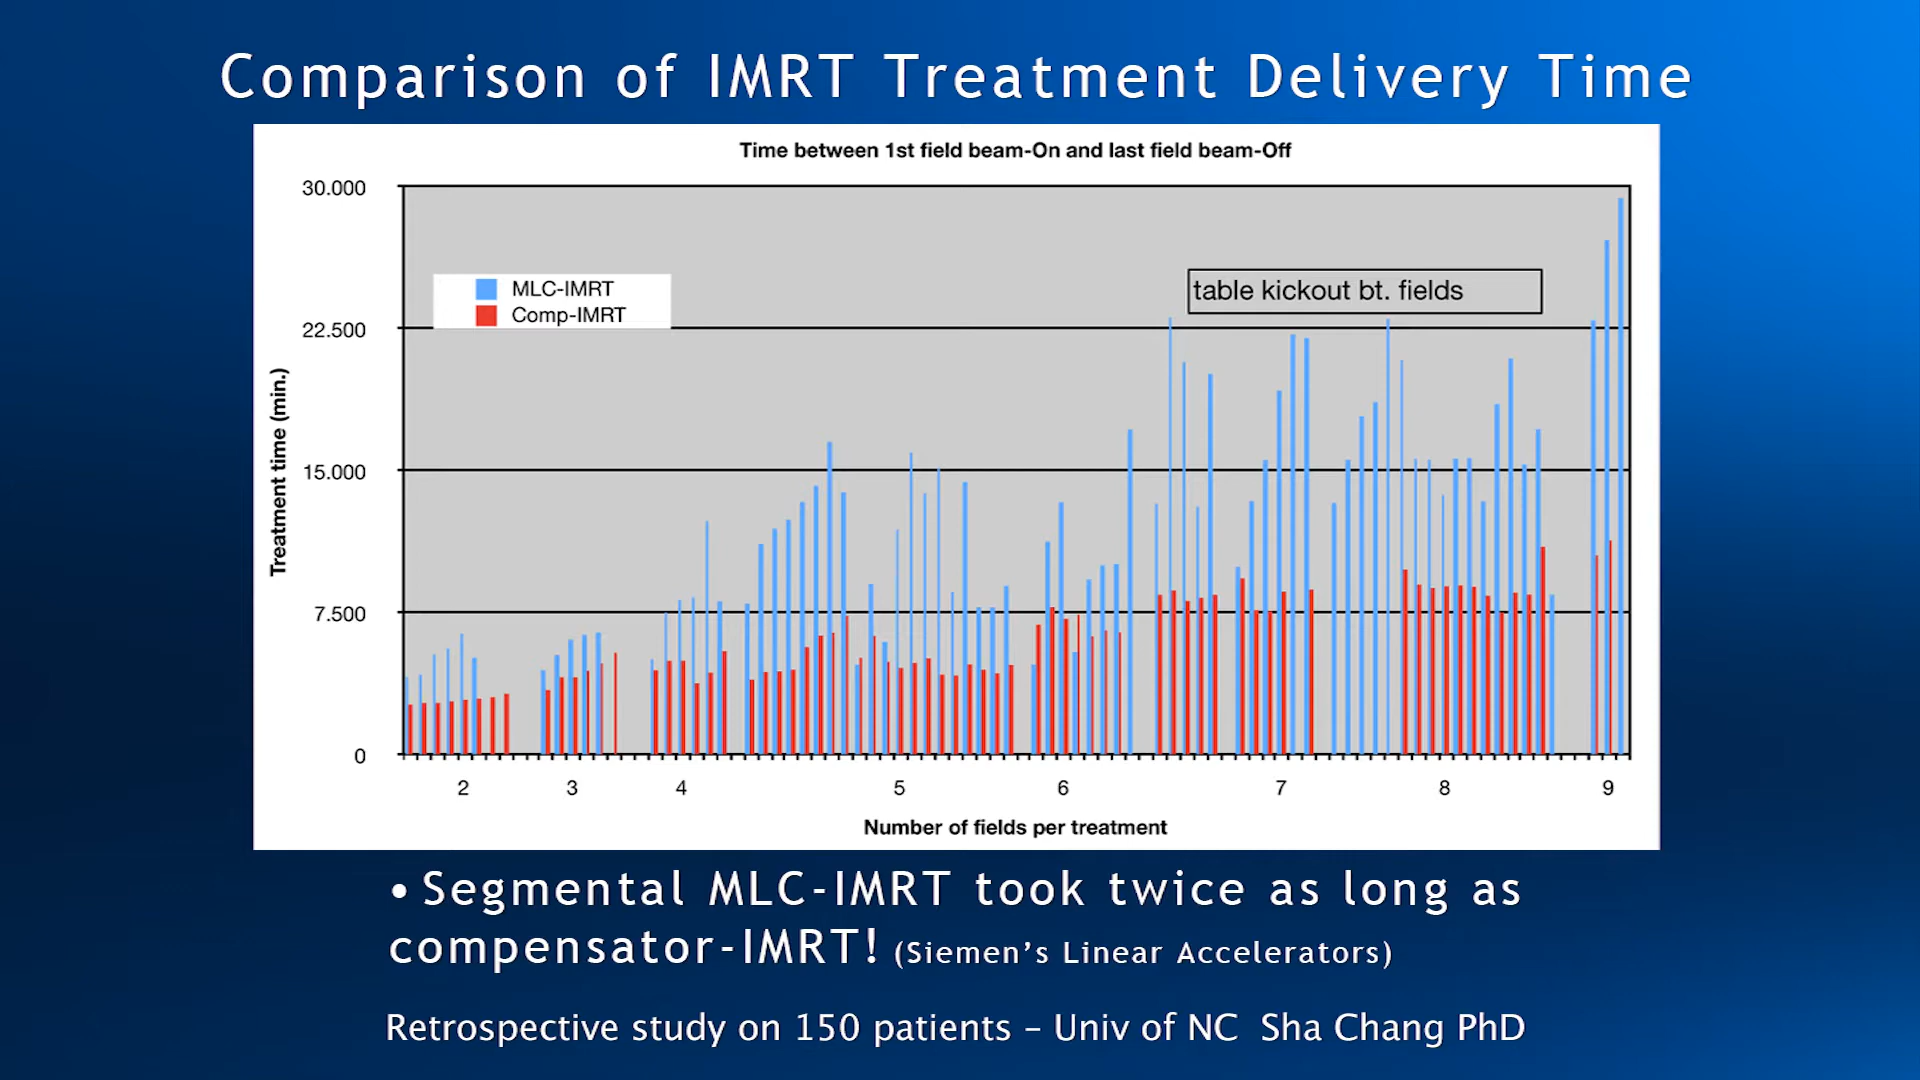 Comparison of IMRT Treatment Delivery Time
Time between 1st field beam-On and last field beam-Off
30.000
22.500
15.000
7.500
0
Treatment time (min.)
MLC-IMRT
Comp-IMRT
table kickout bt. fields
2 3 4 5 6 7 8 9
Number of fields per treatment
• Segmental MLC-IMRT took twice as long as
compensator-IMRT! (Siemen’s Linear Accelerators)
Retrospective study on 150 patients – Univ of NC Sha Chang PhD